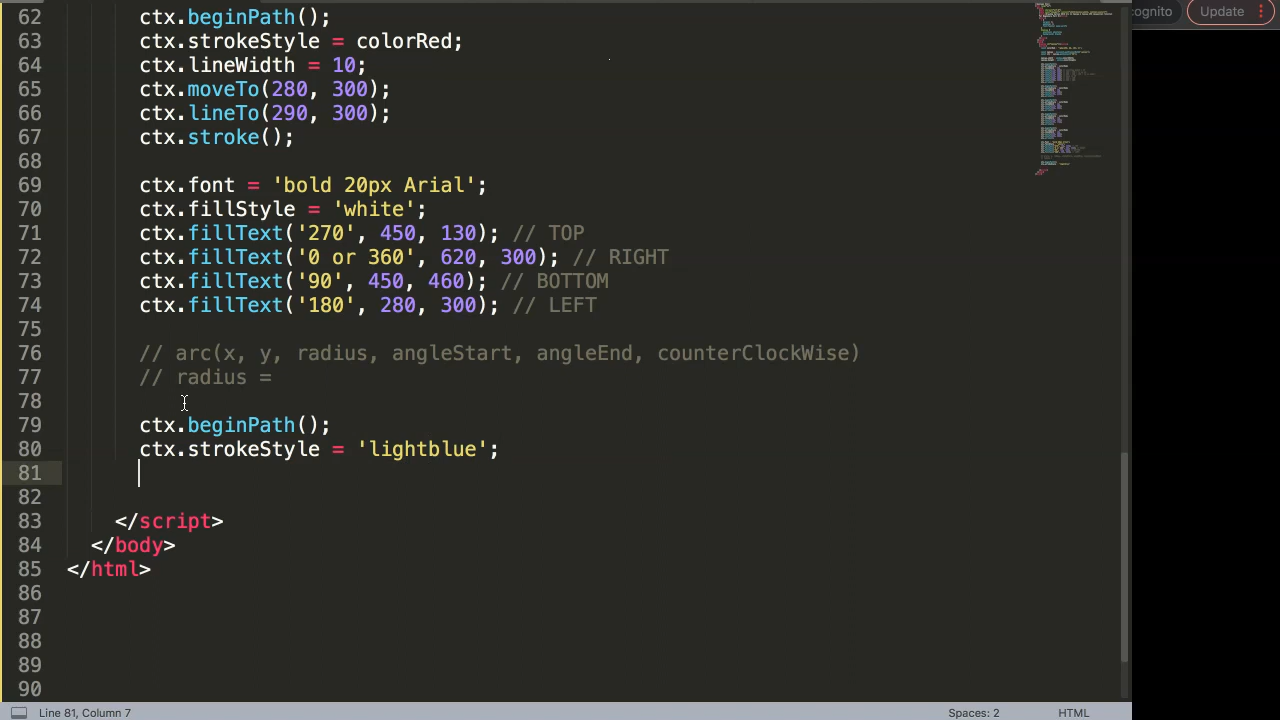 cognito Update
62 ctx.beginPath();
63 ctx.strokeStyle = colorRed;
64 ctx.lineWidth = 10;
65 ctx.moveTo(280, 300);
66 ctx.lineTo(290, 300);
67 ctx.stroke();
68
69 ctx.font = 'bold 20px Arial';
70 ctx.fillStyle = 'white';
71 ctx.fillText('270', 450, 130); // TOP
72 ctx.fillText('0 or 360', 620, 300); // RIGHT
73 ctx.fillText('90', 450, 460); // BOTTOM
74 ctx.fillText('180', 280, 300); // LEFT
75
76 // arc(x, y, radius, angleStart, angleEnd, counterClockWise)
77 // radius =
78
79 ctx.beginPath();
80 ctx.strokeStyle = 'lightblue';
81
82
83 </script>
84 </body>
85 </html>
86
87
88
89
90
Line 81, Column 7 Spaces: 2 HTML